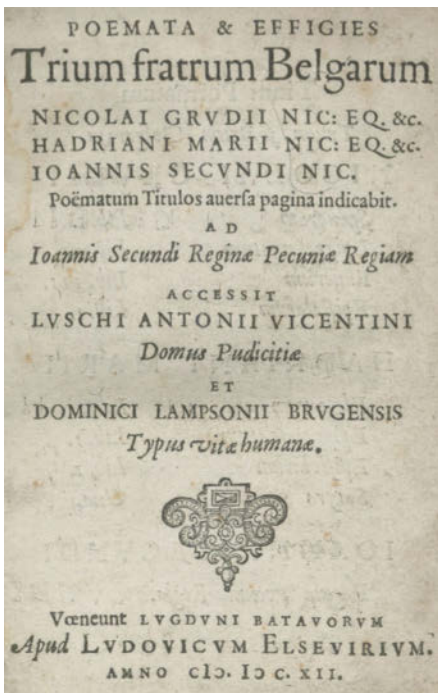 POEMATA & EFFIGIES
Trium fratrum Belgarum
NICOLAI GRVDII NIC: EQ. &c.
HADRIANI MARII NIC: EQ. &c.
IOANNIS SECVNDI NIC.
Poëmatum Titulos auersa pagina indicabit.
AD
Ioannis Secundi Reginæ Pecuniæ Regiam
ACCESSIT
LVSCHI ANTONII VICENTINI
Domus Pudicitiæ
ET
DOMINICI LAMPSONII BRVGENSIS
Typus vitæ humanæ.
Vœneunt LVGDVNI BATAVORVM
Apud LVDOVICVM ELSEVIRIVM.
AMNO CIↃ. IↃ C. XII.